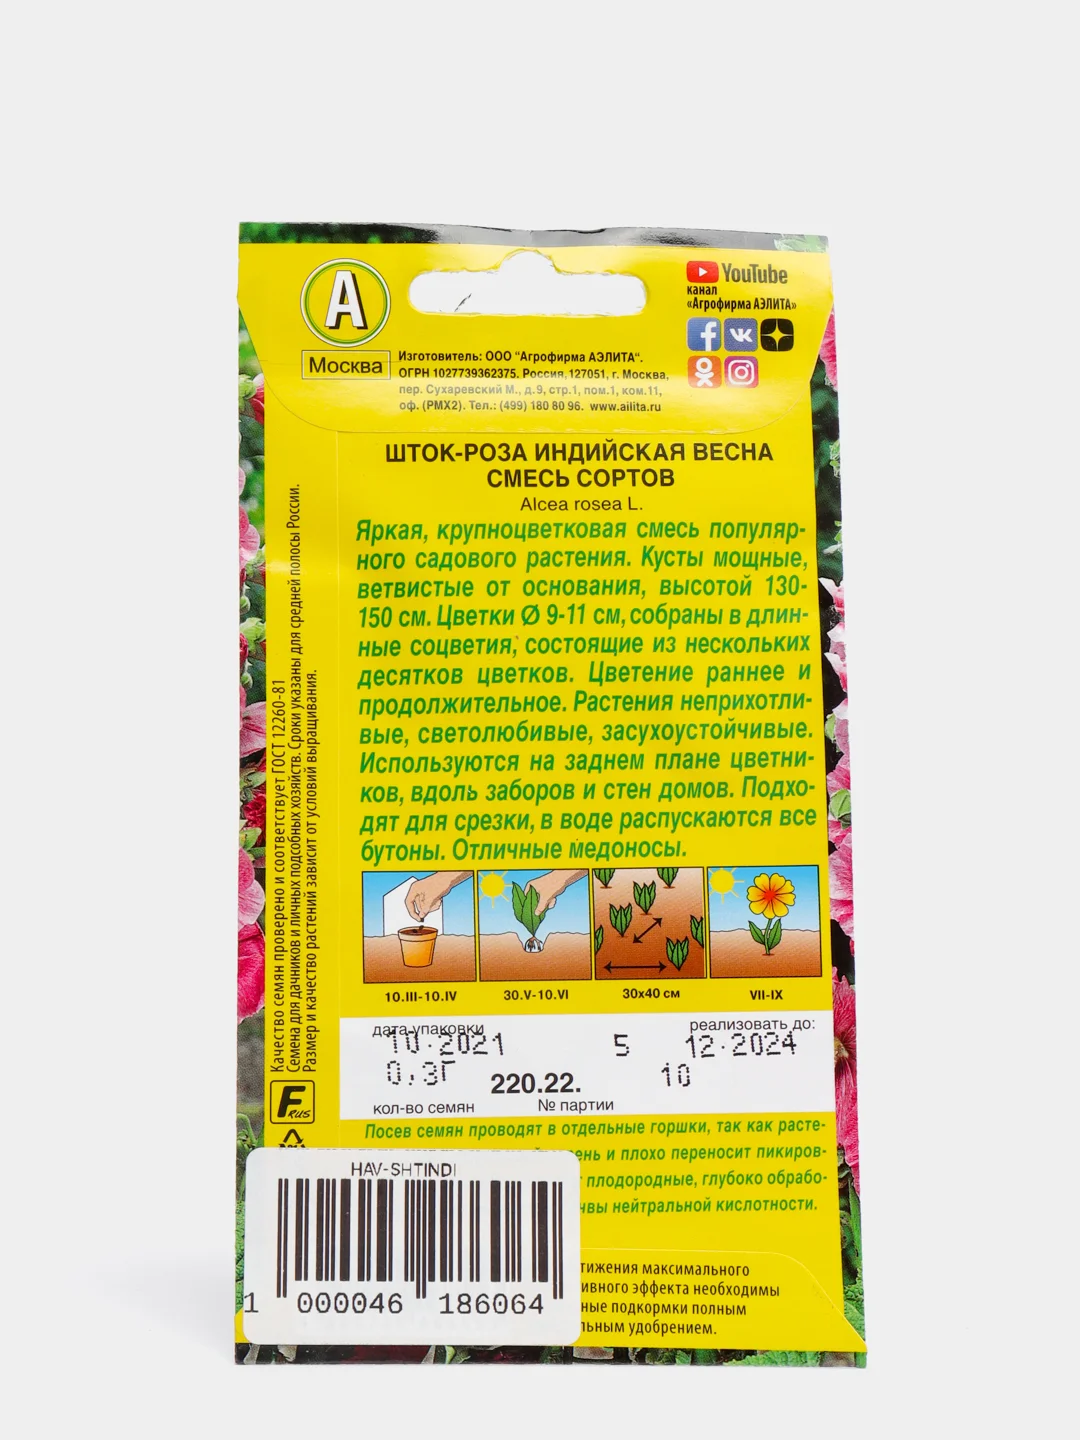 А
Москва
Изготовитель: ООО "Агрофирма АЭЛИТА".
ОГРН 1027739362375. Россия,127051, г. Москва,
пер. Сухаревский М., д.9, стр.1, пом.1, ком.11,
оф. (РМХ2). Тел.: (499) 180 80 96. www.ailita.ru
YouTube
канал
«Агрофирма АЭЛИТА»
ШТОК-РОЗА ИНДИЙСКАЯ ВЕСНА
СМЕСЬ СОРТОВ
Alcea rosea L.
Яркая, крупноцветковая смесь популяр-
ного садового растения. Кусты мощные,
ветвистые от основания, высотой 130-
150 см. Цветки Ø 9-11 см, собраны в длин-
ные соцветия, состоящие из нескольких
десятков цветков. Цветение раннее и
продолжительное. Растения неприхотли-
вые, светолюбивые, засухоустойчивые.
Используются на заднем плане цветни-
ков, вдоль заборов и стен домов. Подхо-
дят для срезки, в воде распускаются все
бутоны. Отличные медоносы.
Качество семян проверено и соответствует ГОСТ 12260-81
Семена для дачников и личных подсобных хозяйств. Сроки указаны для средней полосы России.
Размер и качество растений зависит от условий выращивания.
10.III-10.IV
30.V-10.VI
30х40 см
VII-IX
дата упаковки
реализовать до:
10.2021
5
12.2024
0,3Г
220.22.
10
кол-во семян
№ партии
F RUS
Посев семян проводят в отдельные горшки, так как расте-
и плохо переносит пикиров-
плодородные, глубоко обрабо-
нейтральной кислотности.
максимального
эффекта необходимы
подкормки полным
удобрением.
HAV-SHTINDI
1 000046 186064